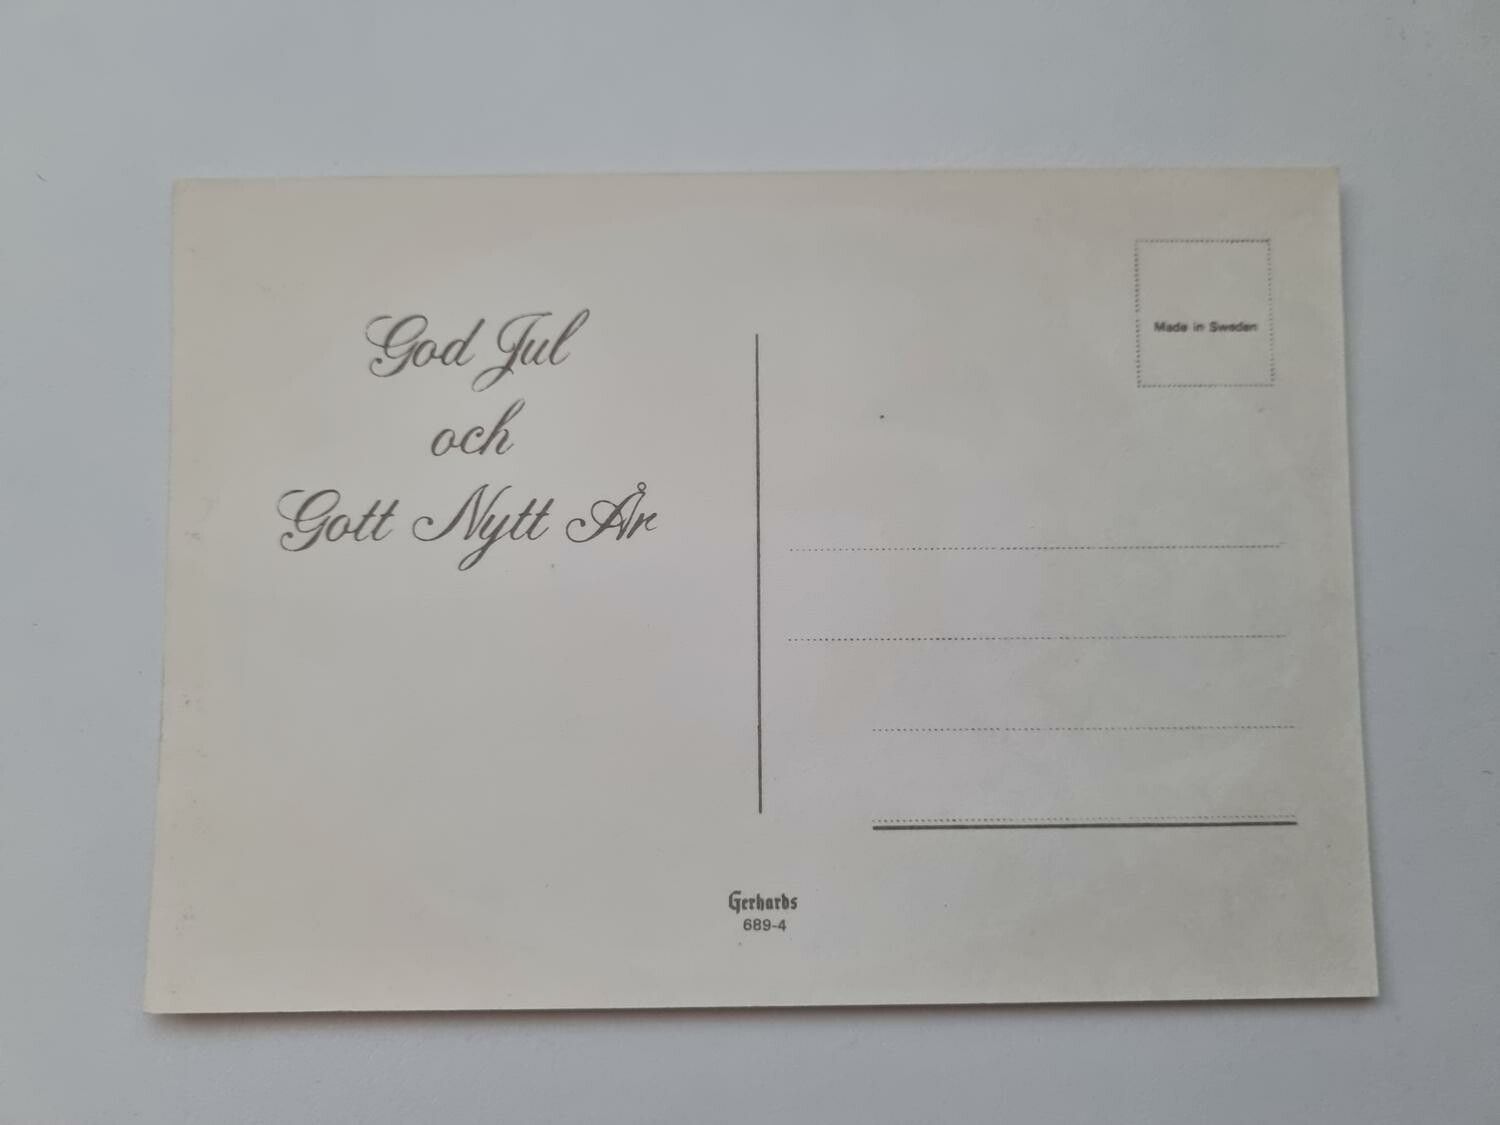 God Jul
och
Gott Nytt År
Made in Sweden
Gerhards
689-4